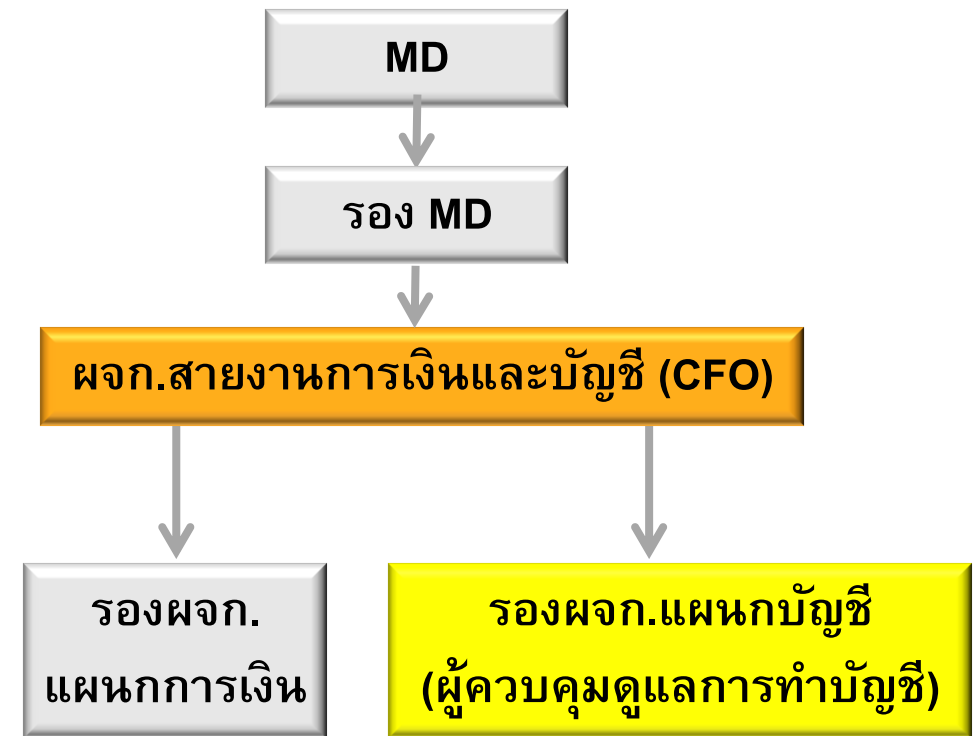 MD
รอง MD
ผจก.สายงานการเงินและบัญชี (CFO)
รองผจก.
แผนกการเงิน
รองผจก.แผนกบัญชี
(ผู้ควบคุมดูแลการทำบัญชี)